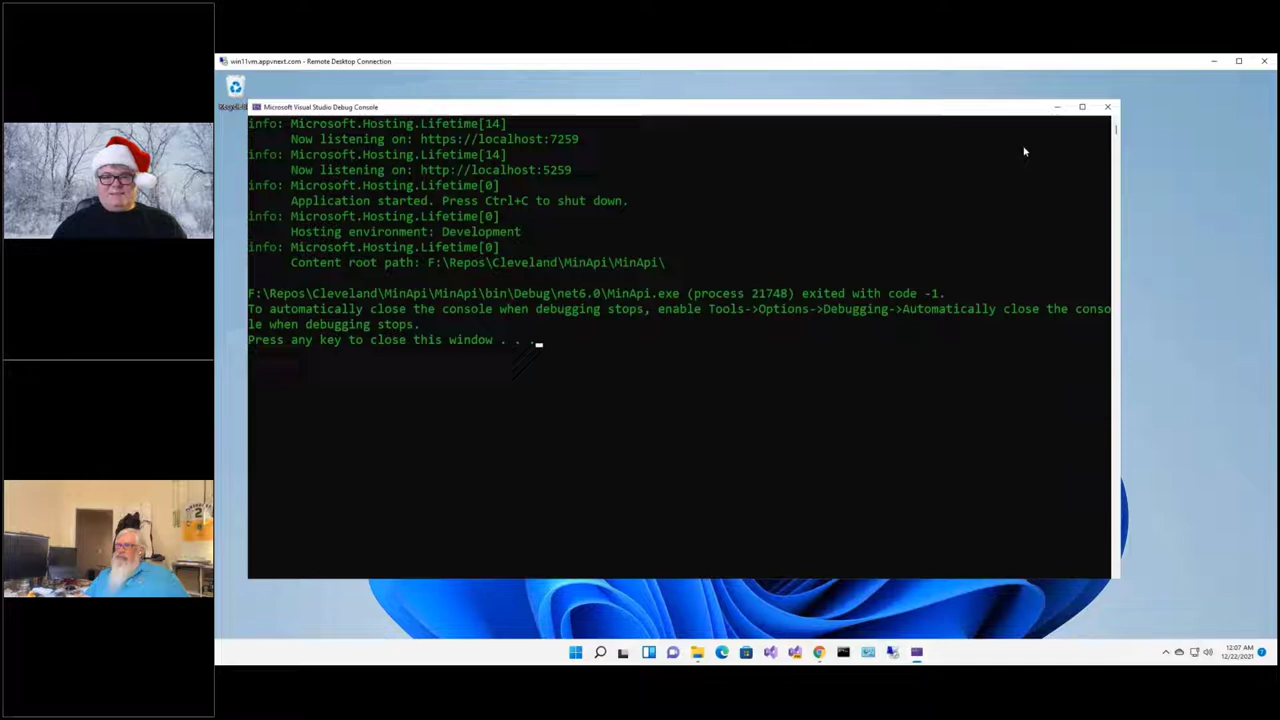 win11vm.appvnext.com - Remote Desktop Connection
Microsoft Visual Studio Debug Console
info: Microsoft.Hosting.Lifetime[14]
Now listening on: https://localhost:7259
info: Microsoft.Hosting.Lifetime[14]
Now listening on: http://localhost:5259
info: Microsoft.Hosting.Lifetime[0]
Application started. Press Ctrl+C to shut down.
info: Microsoft.Hosting.Lifetime[0]
Hosting environment: Development
info: Microsoft.Hosting.Lifetime[0]
Content root path: F:\Repos\Cleveland\MinApi\MinApi\
F:\Repos\Cleveland\MinApi\MinApi\bin\Debug\net6.0\MinApi.exe (process 21748) exited with code -1.
To automatically close the console when debugging stops, enable Tools->Options->Debugging->Automatically close the conso
le when debugging stops.
Press any key to close this window . . .
2
12:07 AM
12/22/2021